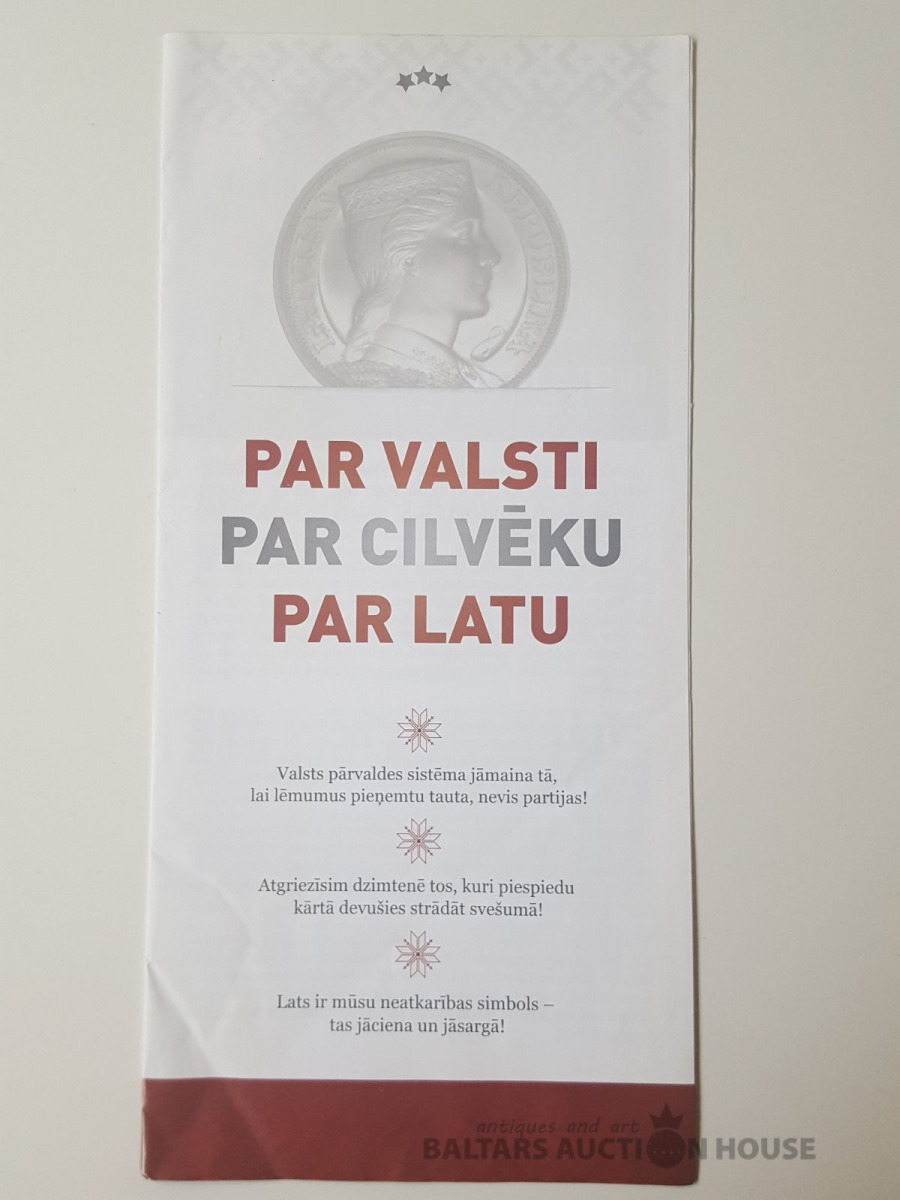 LATVIJAS REPUBLIKA
PAR VALSTI
PAR CILVĒKU
PAR LATU
Valsts pārvaldes sistēma jāmaina tā,
lai lēmumus pieņemtu tauta, nevis partijas!
Atgriezīsim dzimtenē tos, kuri piespiedu
kārtā devušies strādāt svešumā!
Lats ir mūsu neatkarības simbols –
tas jāciena un jāsargā!
antiques and art
BALTARS AUCTION HOUSE